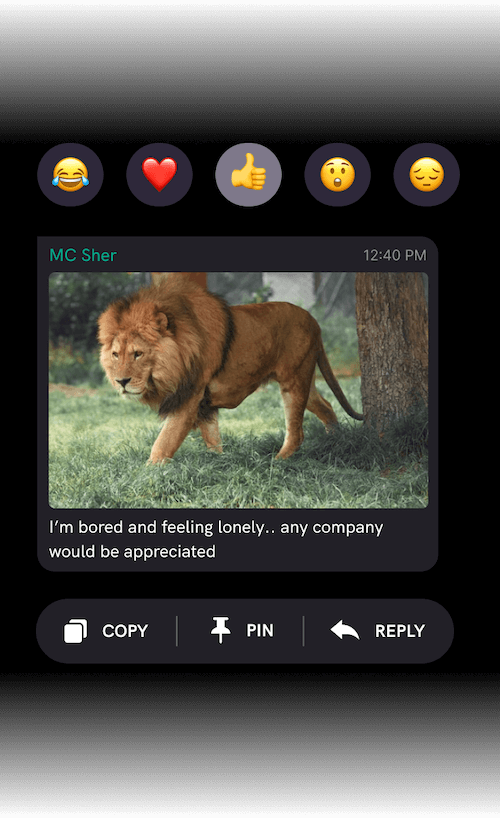 MC Sher 12:40 PM
I’m bored and feeling lonely.. any company
would be appreciated
COPY PIN REPLY